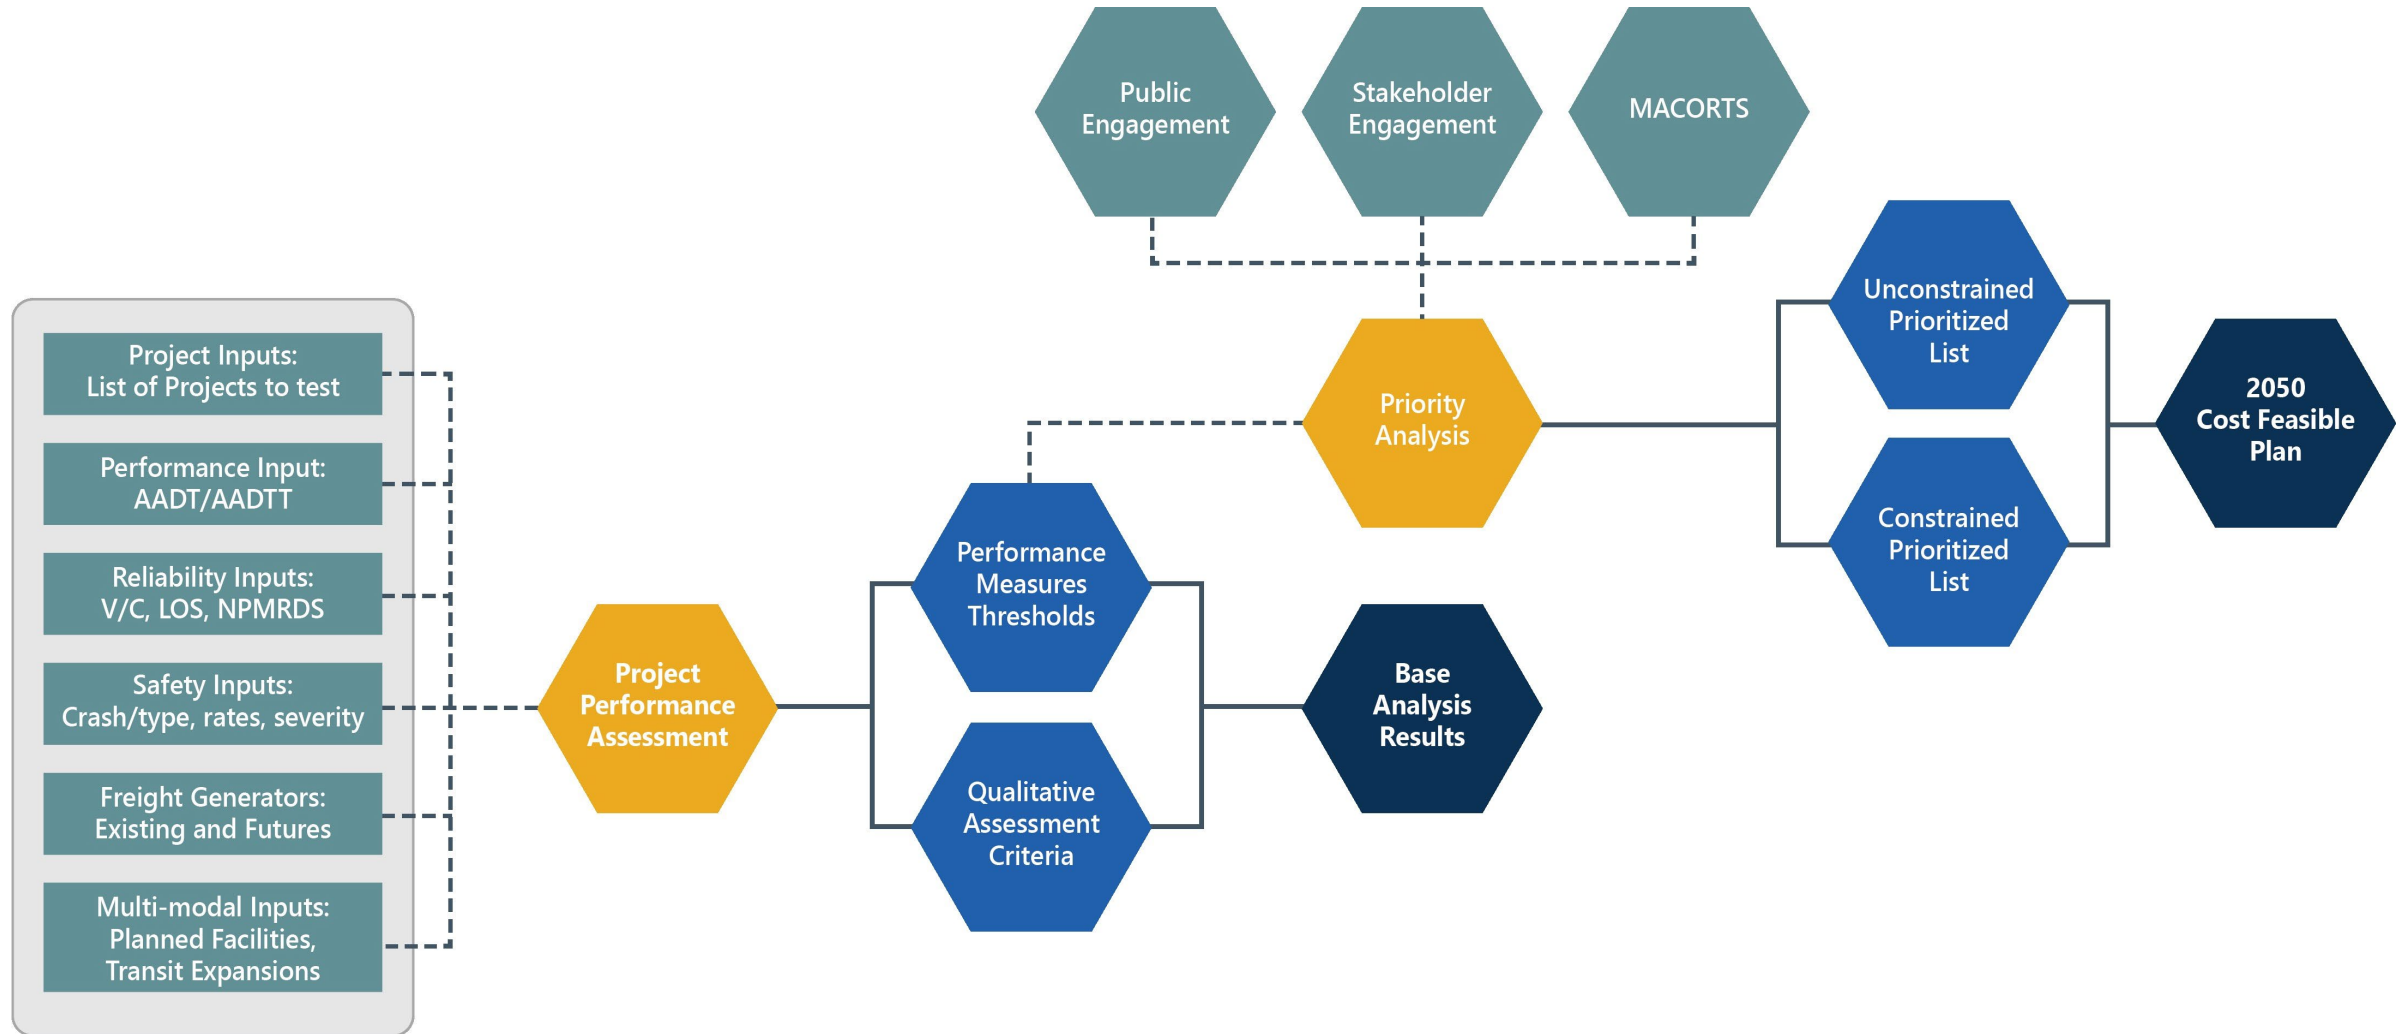 Public
Engagement
Stakeholder
Engagement
MACORTS
Project Inputs:
List of Projects to test
Performance Input:
AADT/AADTT
Reliability Inputs:
V/C, LOS, NPMRDS
Safety Inputs:
Crash/type, rates, severity
Freight Generators:
Existing and Futures
Multi-modal Inputs:
Planned Facilities,
Transit Expansions
Project
Performance
Assessment
Performance
Measures
Thresholds
Qualitative
Assessment
Criteria
Base
Analysis
Results
Priority
Analysis
Unconstrained
Prioritized
List
Constrained
Prioritized
List
2050
Cost Feasible
Plan